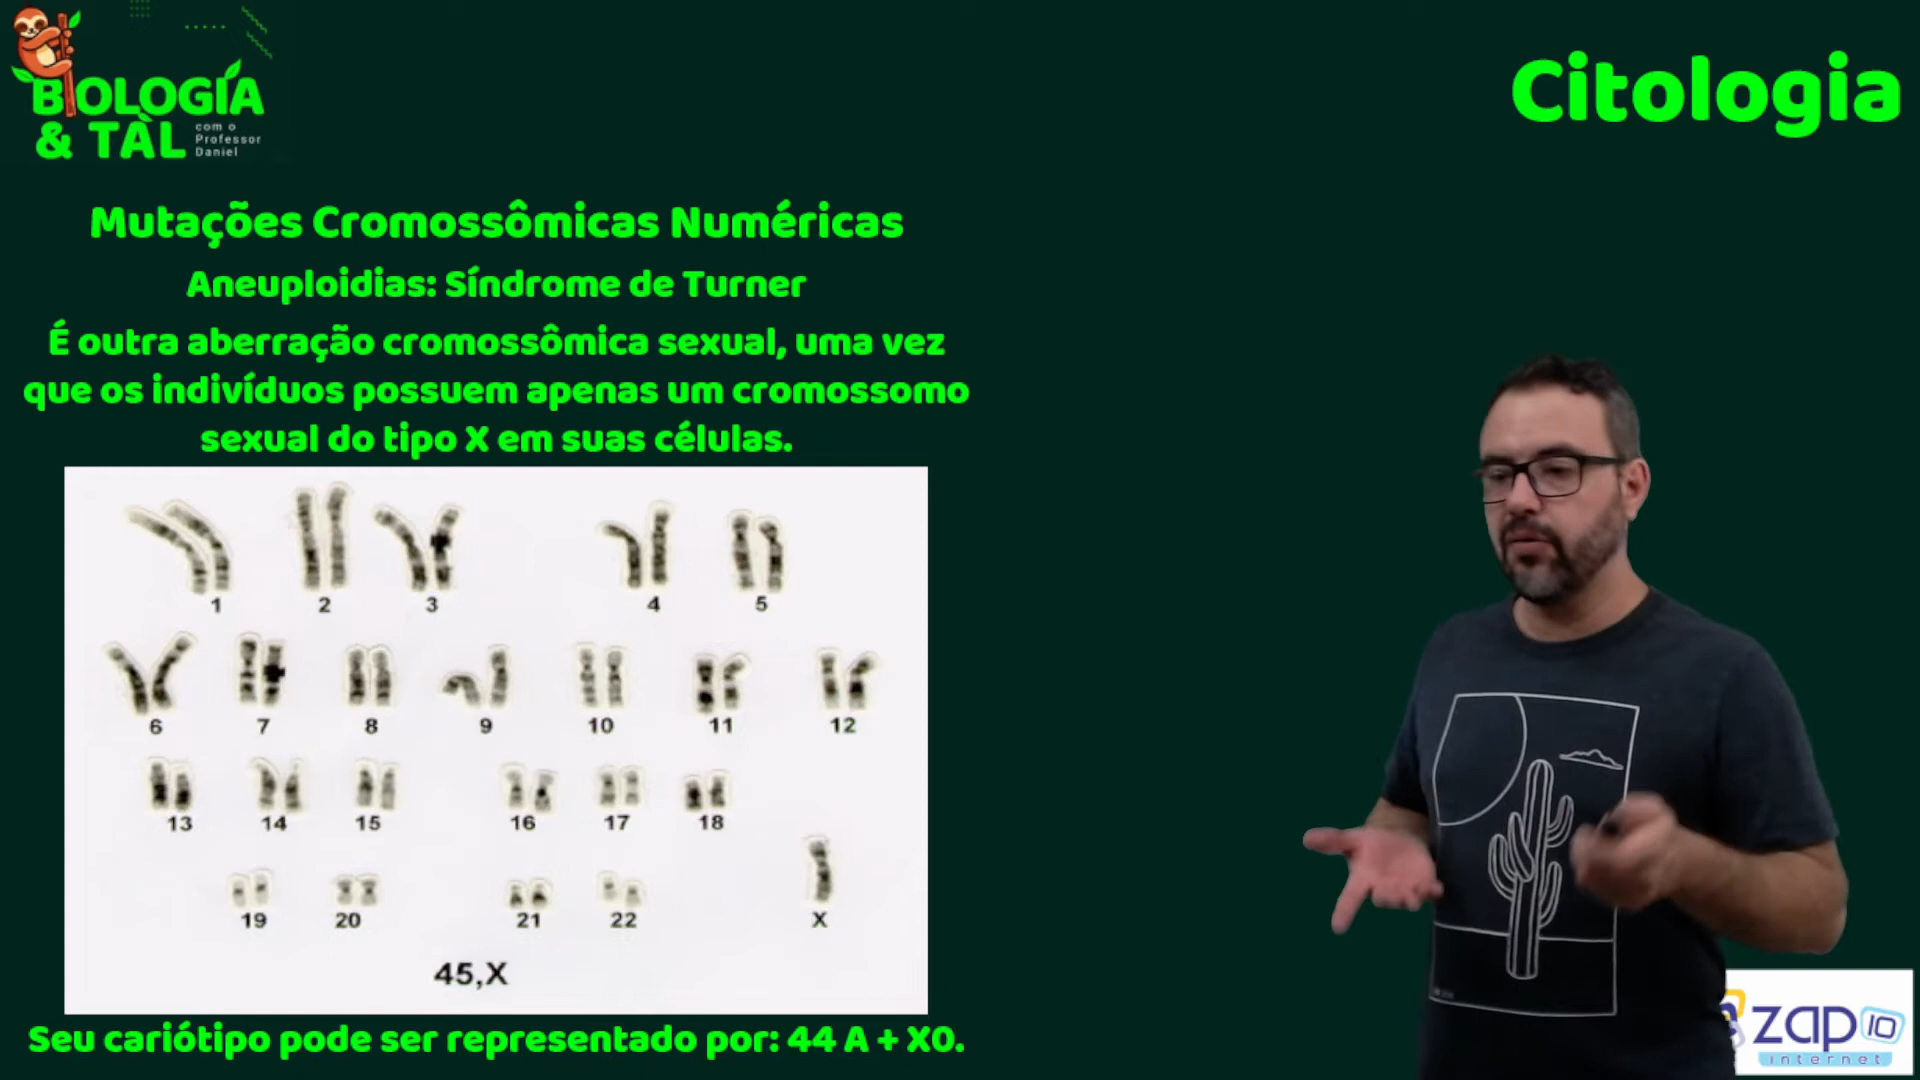 BIOLOGIA
& TAL
com o
Professor
Daniel
Citologia
Mutações Cromossômicas Numéricas
Aneuploidias: Síndrome de Turner
É outra aberração cromossômica sexual, uma vez
que os indivíduos possuem apenas um cromossomo
sexual do tipo X em suas células.
1 2 3 4 5
6 7 8 9 10 11 12
13 14 15 16 17 18
19 20 21 22 X
45,X
Seu cariótipo pode ser representado por: 44 A + X0.
zap 10
internet